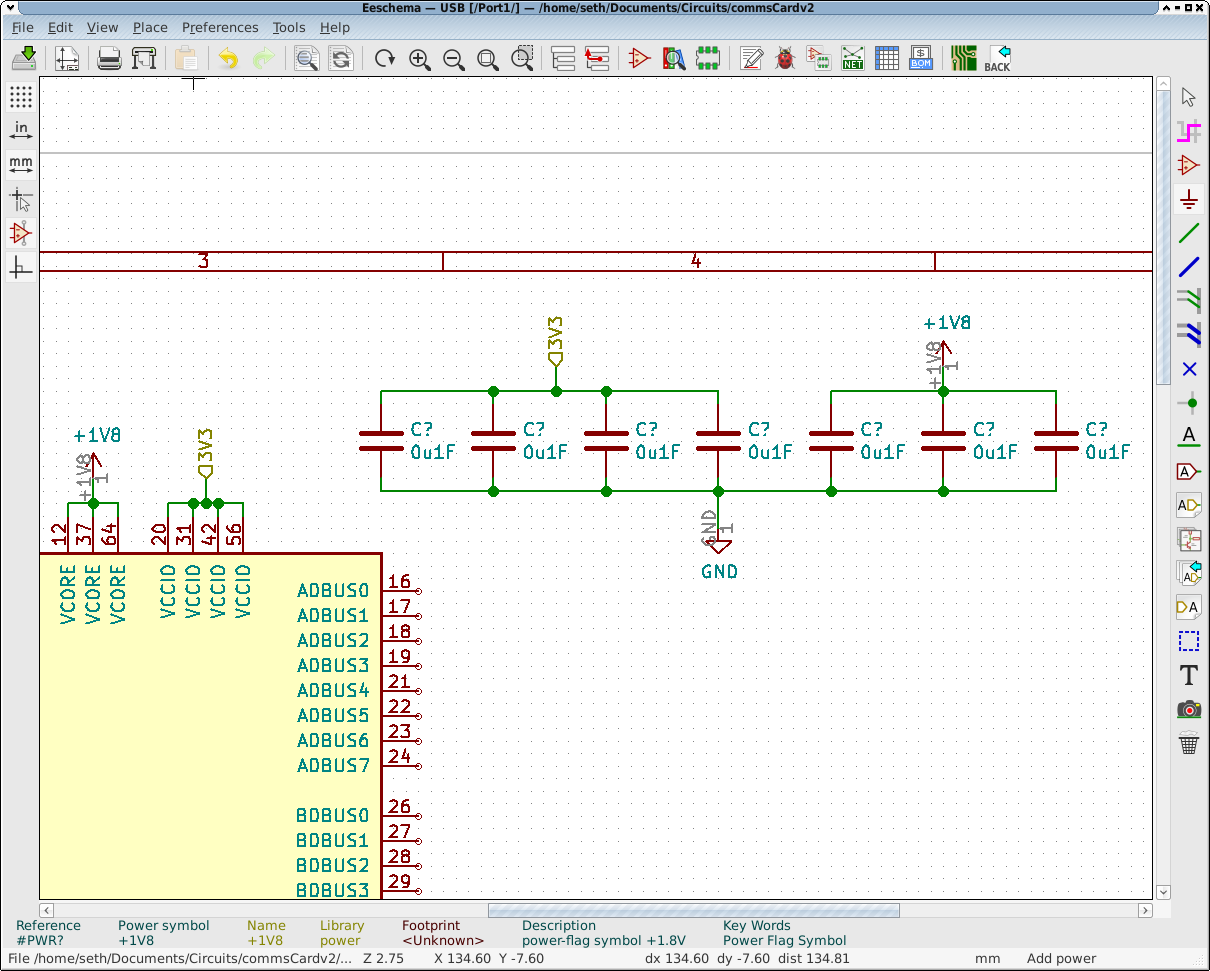 Eeschema — USB [/Port1/] — /home/seth/Documents/Circuits/commsCardv2
File Edit View Place Preferences Tools Help
NET
$
BOM
BACK
in
mm
3 4
3V3
+1V8
+1V8
1
C? C? C? C? C? C? C?
0u1F 0u1F 0u1F 0u1F 0u1F 0u1F 0u1F
+1V8
+1V8
1
3V3
GND
1
GND
12 37 64 20 31 42 56
VCORE VCORE VCORE VCCIO VCCIO VCCIO VCCIO
ADBUS0 16
ADBUS1 17
ADBUS2 18
ADBUS3 19
ADBUS4 21
ADBUS5 22
ADBUS6 23
ADBUS7 24
BDBUS0 26
BDBUS1 27
BDBUS2 28
BDBUS3 29
A
A
AD
AD
DA
T
Reference Power symbol Name Library Footprint Description Key Words
#PWR? +1V8 +1V8 power <Unknown> power-flag symbol +1.8V Power Flag Symbol
File /home/seth/Documents/Circuits/commsCardv2/... Z 2.75 X 134.60 Y -7.60 dx 134.60 dy -7.60 dist 134.81 mm Add power